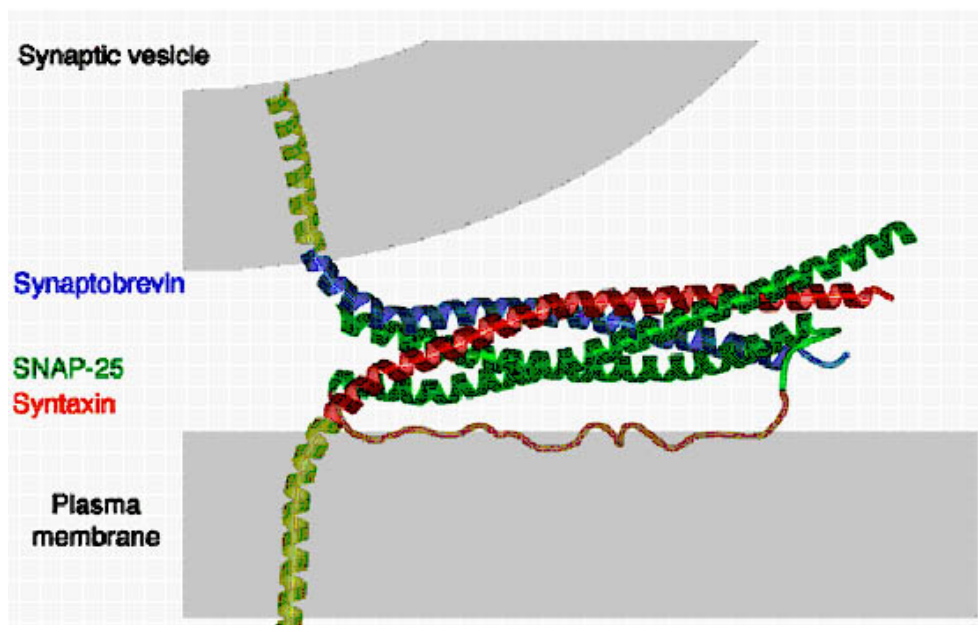 Synaptic vesicle
Synaptobrevin
SNAP-25
Syntaxin
Plasma
membrane